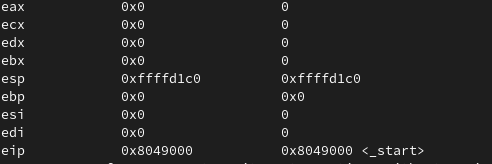 eax 0x0 0
ecx 0x0 0
edx 0x0 0
ebx 0x0 0
esp 0xffffd1c0 0xffffd1c0
ebp 0x0 0x0
esi 0x0 0
edi 0x0 0
eip 0x8049000 0x8049000 <_start>